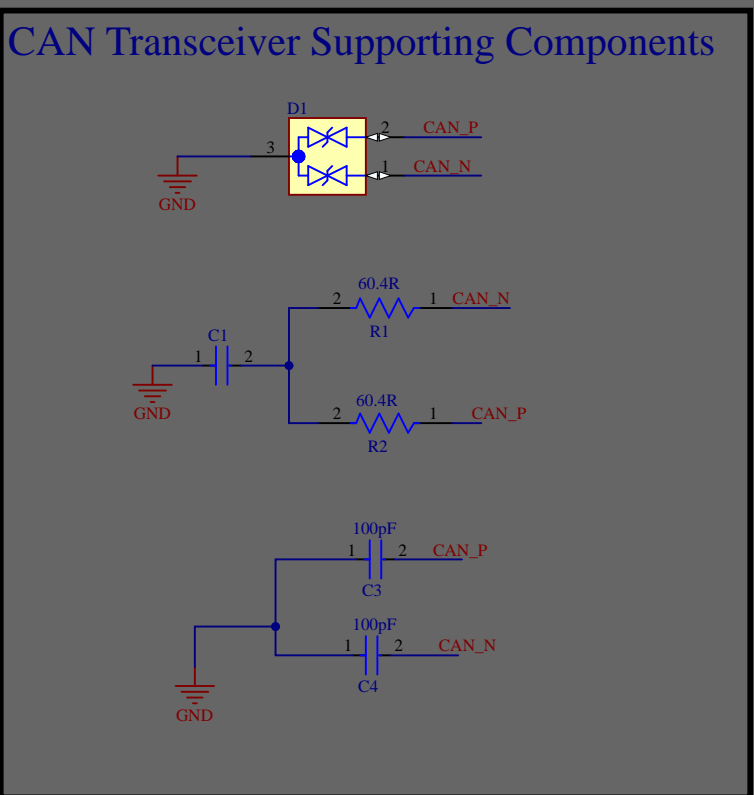 CAN Transceiver Supporting Components
D1
2 CAN_P
3
1 CAN_N
GND
60.4R
2 1 CAN_N
R1
C1
1 2
GND
60.4R
2 1 CAN_P
R2
100pF
1 2 CAN_P
C3
100pF
1 2 CAN_N
C4
GND